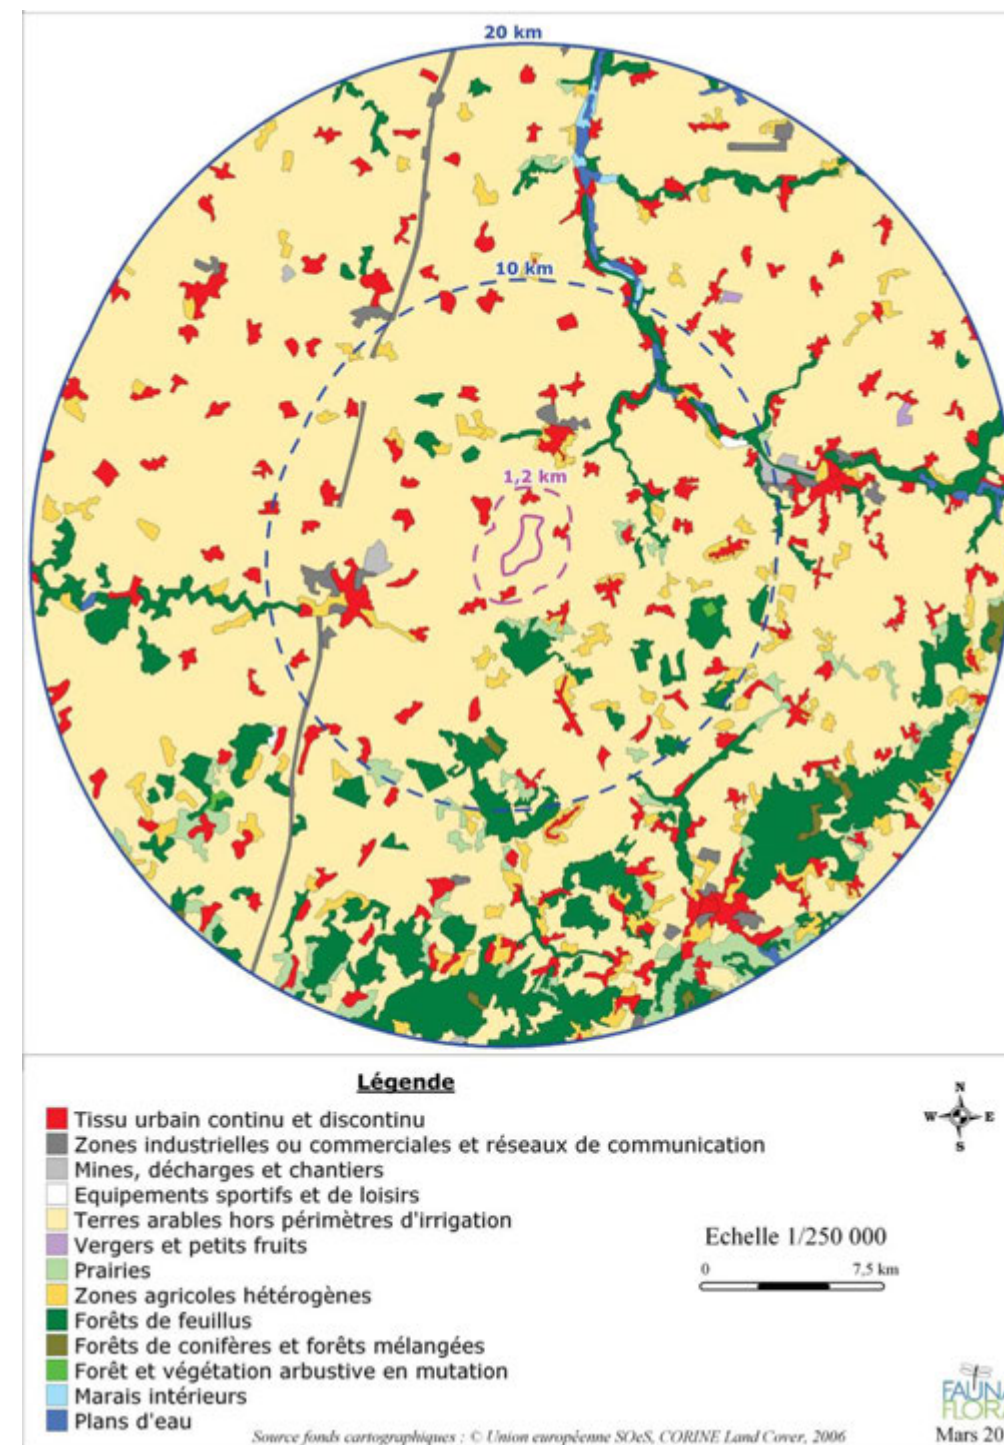 20 km
10 km
1,2 km
Légende
Tissu urbain continu et discontinu
Zones industrielles ou commerciales et réseaux de communication
Mines, décharges et chantiers
Equipements sportifs et de loisirs
Terres arables hors périmètres d'irrigation
Vergers et petits fruits
Prairies
Zones agricoles hétérogènes
Forêts de feuillus
Forêts de conifères et forêts mélangées
Forêt et végétation arbustive en mutation
Marais intérieurs
Plans d'eau
N
W E
S
Echelle 1/250 000
0 7,5 km
FAUNA
FLORA
Mars 20
Source fonds cartographiques : © Union européenne SOeS, CORINE Land Cover, 2006